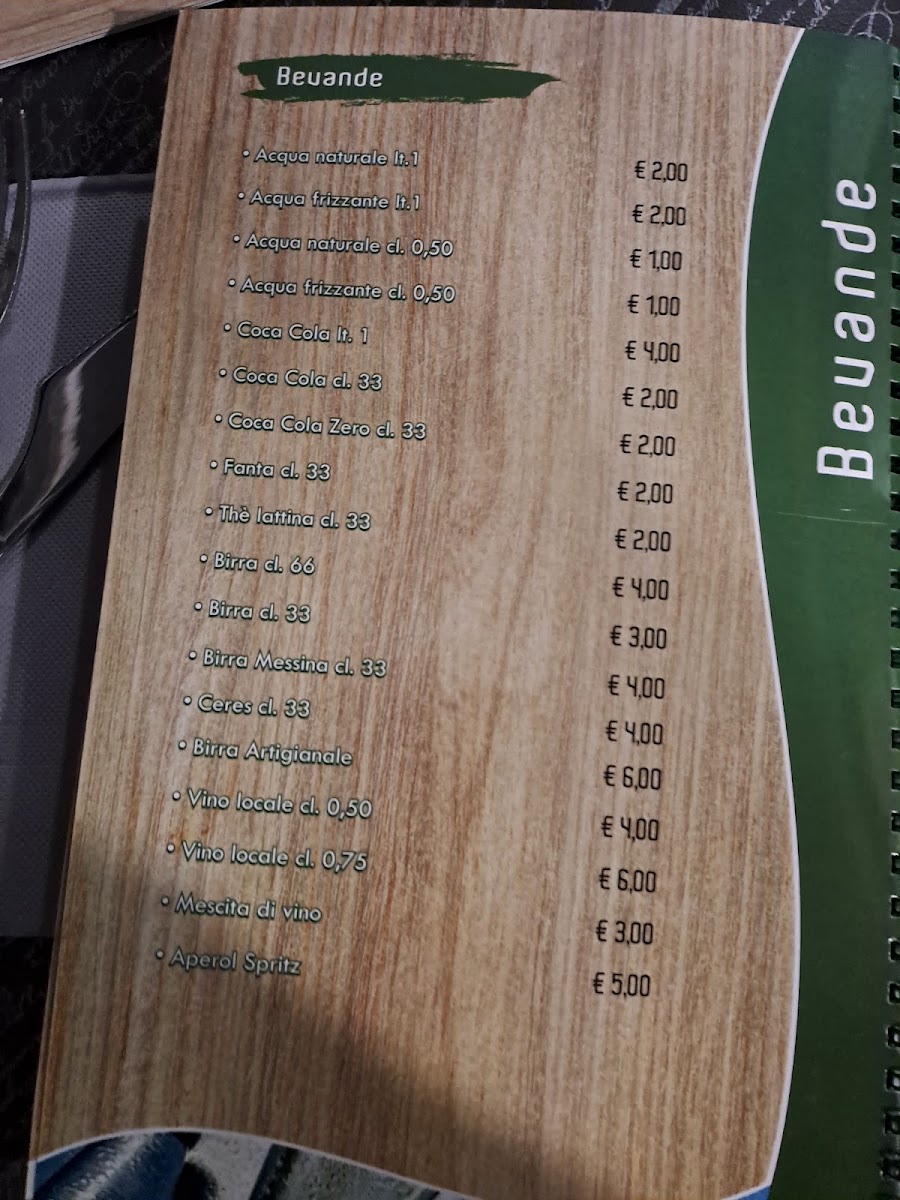 Bevande
• Acqua naturale lt.1 € 2,00
• Acqua frizzante lt.1 € 2,00
• Acqua naturale cl. 0,50 € 1,00
• Acqua frizzante cl. 0,50 € 1,00
• Coca Cola lt. 1 € 4,00
• Coca Cola cl. 33 € 2,00
• Coca Cola Zero cl. 33 € 2,00
• Fanta cl. 33 € 2,00
• Thè lattina cl. 33 € 2,00
• Birra cl. 66 € 4,00
• Birra cl. 33 € 3,00
• Birra Messina cl. 33 € 4,00
• Ceres cl. 33 € 4,00
• Birra Artigianale € 6,00
• Vino locale cl. 0,50 € 4,00
• Vino locale cl. 0,75 € 6,00
• Mescita di vino € 3,00
• Aperol Spritz € 5,00
Bevande